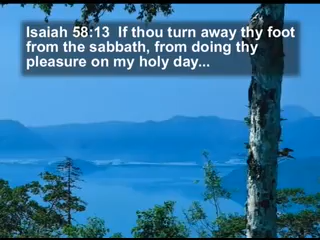 Isaiah 58:13  If thou turn away thy foot
from the sabbath, from doing thy
pleasure on my holy day...